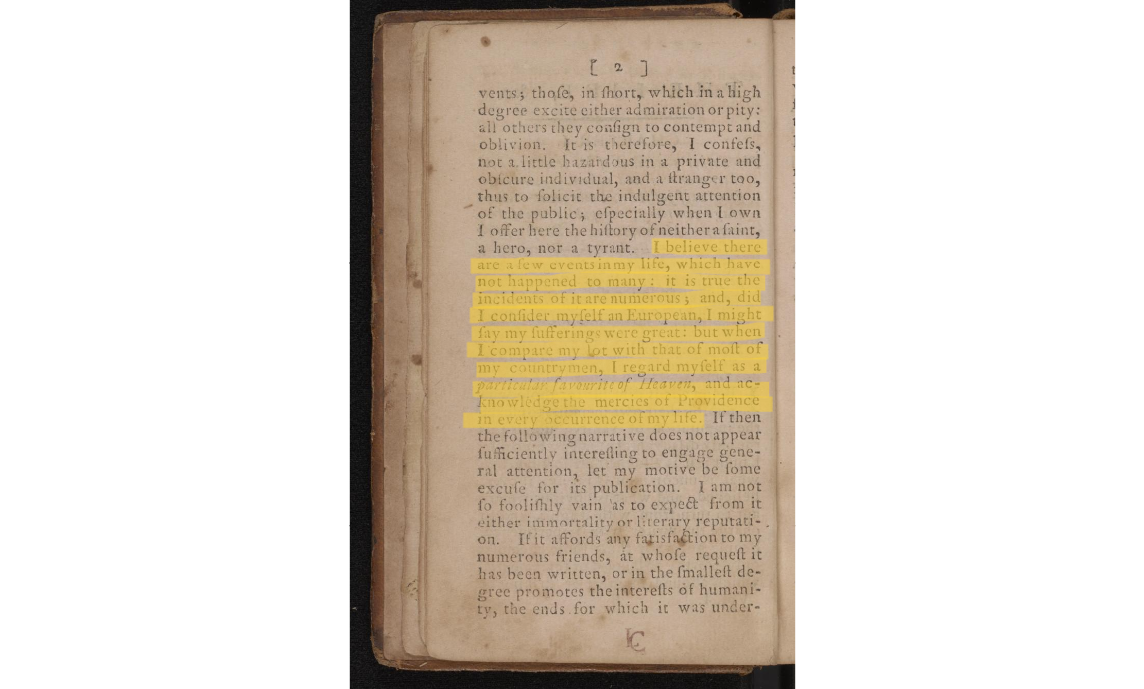 [ 2 ]
vents; thoſe, in ſhort, which in a high
degree excite either admiration or pity:
all others they conſign to contempt and
oblivion. It is therefore, I confeſs,
not a little hazardous in a private and
obſcure individual, and a ſtranger too,
thus to ſolicit the indulgent attention
of the public; eſpecially when I own
I offer here the hiſtory of neither a ſaint,
a hero, nor a tyrant. I believe there
are a few events in my life, which have
not happened to many: it is true the
incidents of it are numerous; and, did
I conſider myſelf an European, I might
ſay my ſufferings were great: but when
I compare my lot with that of moſt of
my countrymen, I regard myſelf as a
particular favourite of Heaven, and ac-
knowledge the mercies of Providence
in every occurrence of my life. If then
the following narrative does not appear
ſufficiently intereſting to engage gene-
ral attention, let my motive be ſome
excuſe for its publication. I am not
ſo fooliſhly vain as to expect from it
either immortality or literary reputati-
on. If it affords any ſatisfaction to my
numerous friends, at whoſe requeſt it
has been written, or in the ſmalleſt de-
gree promotes the intereſts of humani-
ty, the ends for which it was under-